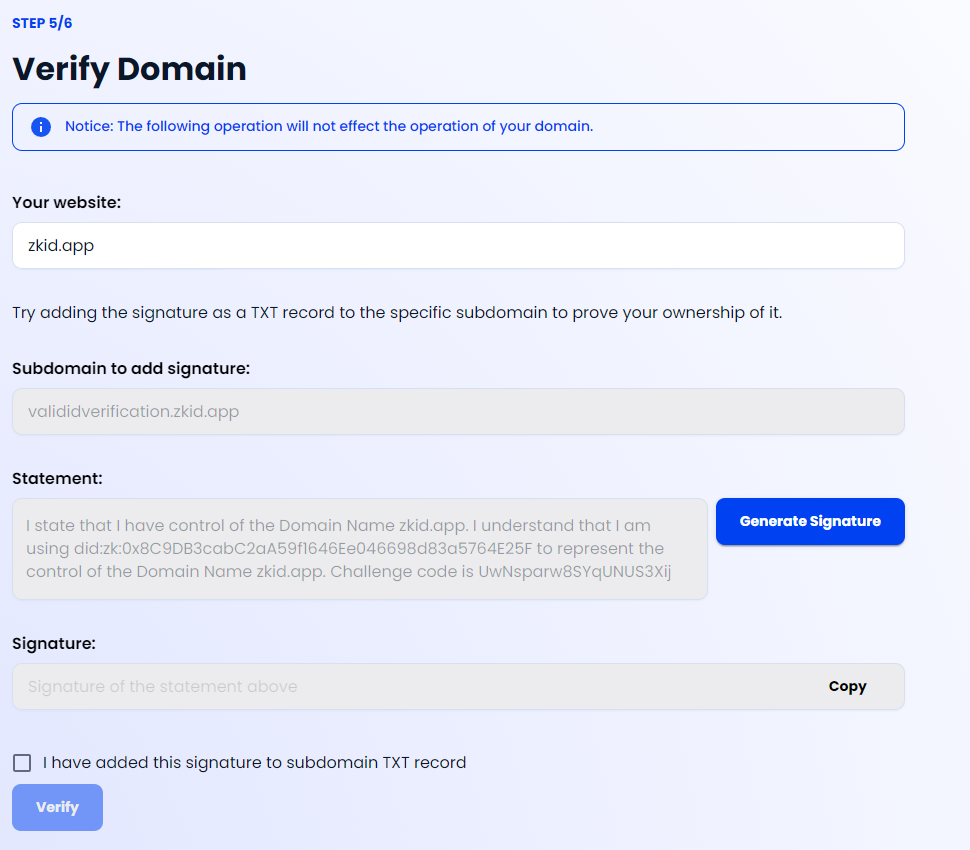 STEP 5/6
Verify Domain
Notice: The following operation will not effect the operation of your domain.
Your website:
zkid.app
Try adding the signature as a TXT record to the specific subdomain to prove your ownership of it.
Subdomain to add signature:
valididverification.zkid.app
Statement:
I state that I have control of the Domain Name zkid.app. I understand that I am
using did:zk:0x8C9DB3cabC2aA59f1646Ee046698d83a5764E25F to represent the
control of the Domain Name zkid.app. Challenge code is UwNsparw8SYqUNUS3Xij
Generate Signature
Signature:
Signature of the statement above
Copy
I have added this signature to subdomain TXT record
Verify